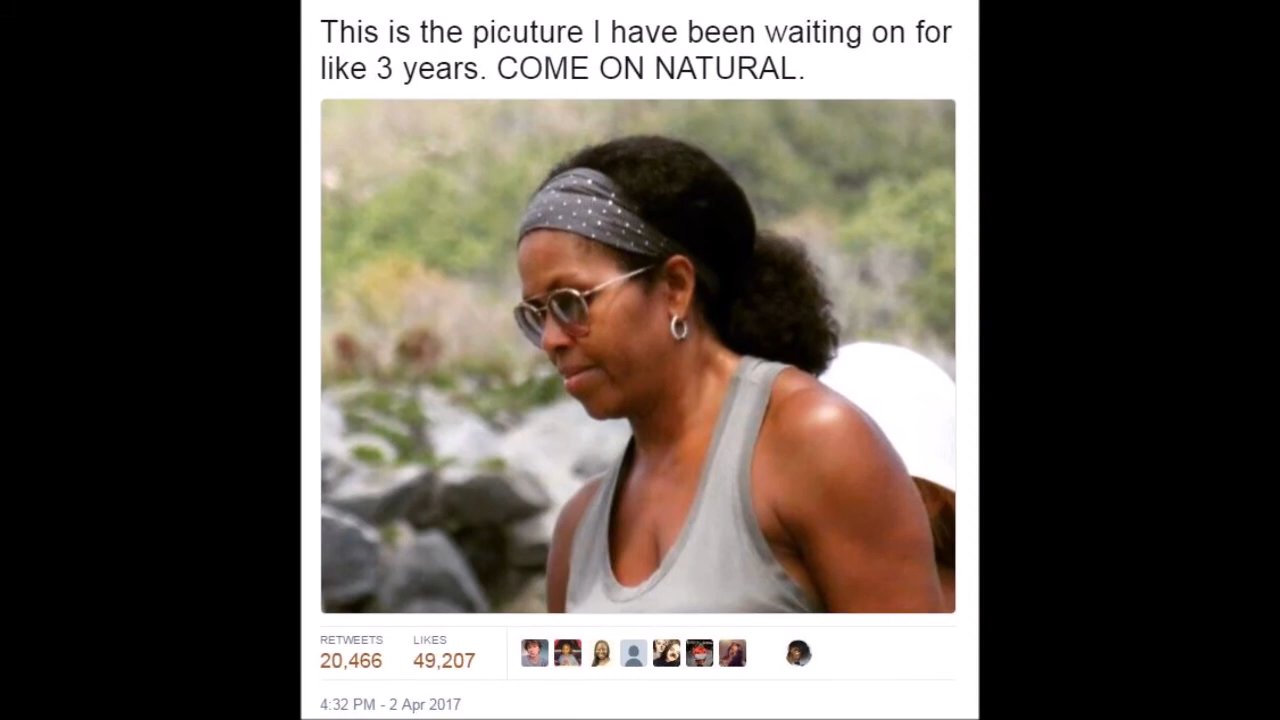 This is the picuture I have been waiting on for
like 3 years. COME ON NATURAL.
RETWEETS LIKES
20,466 49,207
4:32 PM - 2 Apr 2017